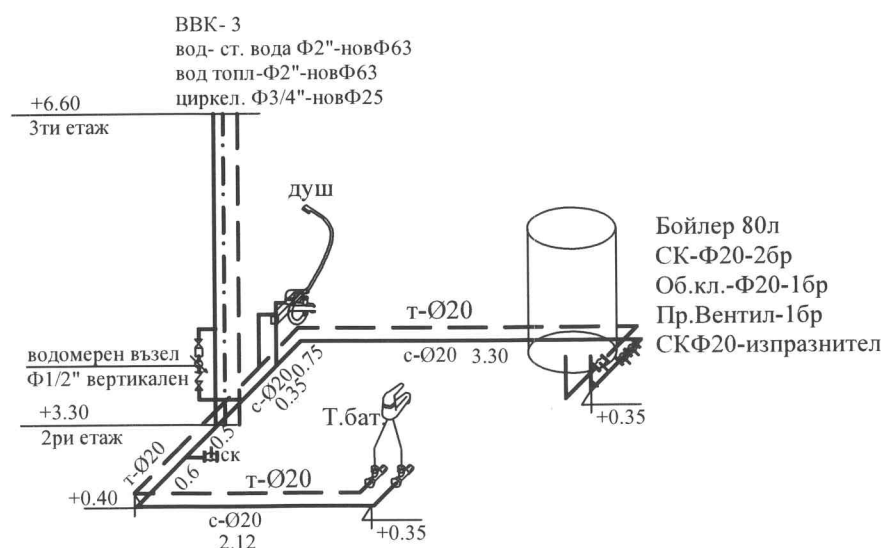 ВВК- 3
вод- ст. вода Ф2"-новФ63
вод топл-Ф2"-новФ63
циркел. Ф3/4"-новФ25
+6.60
3ти етаж
душ
Бойлер 80л
СК-Ф20-2бр
Об.кл.-Ф20-1бр
Пр.Вентил-1бр
СКФ20-изпразнител
т-Ø20
с-Ø20 3.30
водомерен възел
Ф1/2" вертикален
0.75
с-Ø20
0.35
+3.30
2ри етаж
Т.бат.
+0.35
0.5
ск
т-Ø20
0.6
т-Ø20
+0.40
с-Ø20
2.12
+0.35